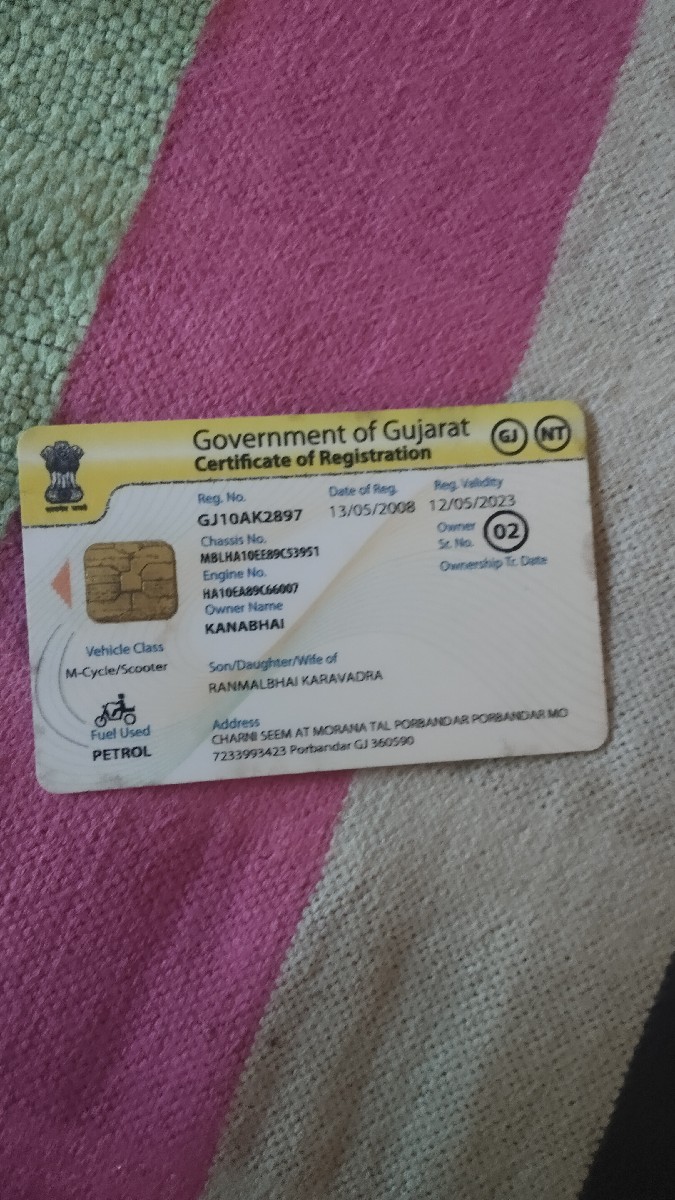 Government of Gujarat
Certificate of Registration
GJ NT
सत्यमेव जयते
Reg. No.
GJ10AK2897
Date of Reg.
13/05/2008
Reg. Validity
12/05/2023
Chassis No.
MBLHA10EE89C53951
Owner
Sr. No.
02
Engine No.
HA10EA89C66007
Ownership Tr. Date
Owner Name
KANABHAI
Vehicle Class
M-Cycle/Scooter
Son/Daughter/Wife of
RANMALBHAI KARAVADRA
Fuel Used
PETROL
Address
CHARNI SEEM AT MORANA TAL PORBANDAR PORBANDAR MO
7233993423 Porbandar GJ 360590